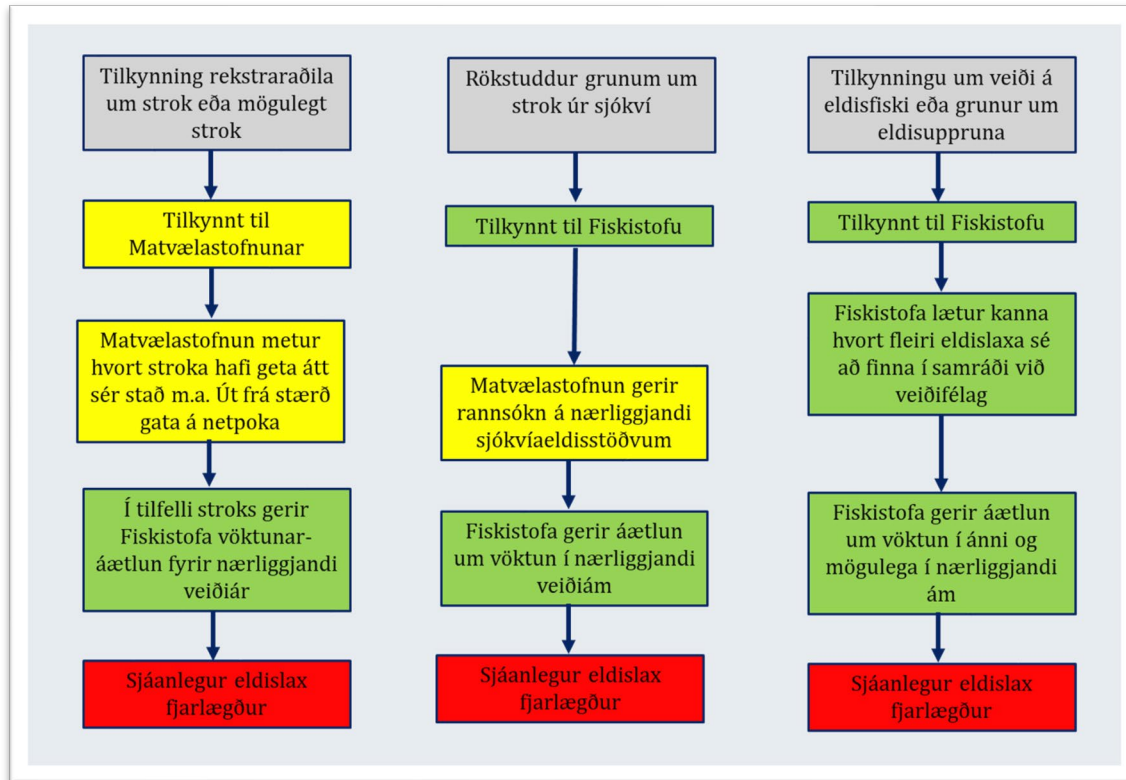 Tilkynning rekstraraðila
um strok eða mögulegt
strok
Tilkynnt til
Matvælastofnunar
Matvælastofnun metur
hvort stroka hafi geta átt
sér stað m.a. Út frá stærð
gata á netpoka
Í tilfelli stroks gerir
Fiskistofa vöktunar-
áætlun fyrir nærliggjandi
veiðiár
Sjáanlegur eldislax
fjarlægður
Rökstuddur grunum um
strok úr sjókví
Tilkynnt til Fiskistofu
Matvælastofnun gerir
rannsókn á nærliggjandi
sjókvíaeldisstöðvum
Fiskistofa gerir áætlun
um vöktun í nærliggjandi
veiðiám
Sjáanlegur eldislax
fjarlægður
Tilkynningu um veiði á
eldisfiski eða grunur um
eldisuppruna
Tilkynnt til Fiskistofu
Fiskistofa lætur kanna
hvort fleiri eldislaxa sé
að finna í samráði við
veiðifélag
Fiskistofa gerir áætlun
um vöktun í ánni og
mögulega í nærliggjandi
ám
Sjáanlegur eldislax
fjarlægður